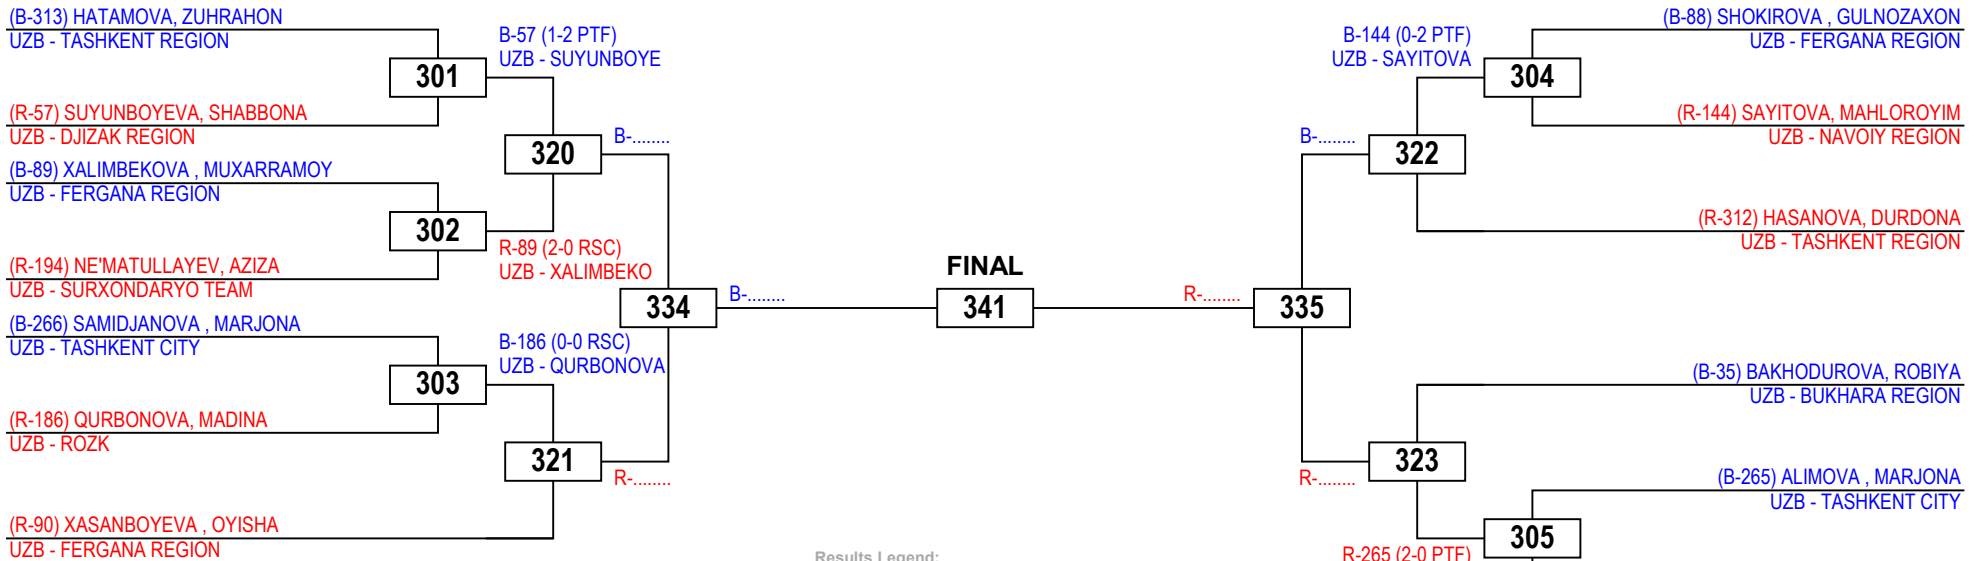 (B-313) HATAMOVA, ZUHRAHON
UZB - TASHKENT REGION
301
(R-57) SUYUNBOYEVA, SHABBONA
UZB - DJIZAK REGION
B-57 (1-2 PTF)
UZB - SUYUNBOYE
320
(B-89) XALIMBEKOVA , MUXARRAMOY
UZB - FERGANA REGION
302
(R-194) NE'MATULLAYEV, AZIZA
UZB - SURXONDARYO TEAM
R-89 (2-0 RSC)
UZB - XALIMBEKO
B-........
334
(B-266) SAMIDJANOVA , MARJONA
UZB - TASHKENT CITY
303
(R-186) QURBONOVA, MADINA
UZB - ROZK
B-186 (0-0 RSC)
UZB - QURBONOVA
321
R-........
(R-90) XASANBOYEVA , OYISHA
UZB - FERGANA REGION
B-........
FINAL
341
R-........
335
B-144 (0-2 PTF)
UZB - SAYITOVA
304
(B-88) SHOKIROVA , GULNOZAXON
UZB - FERGANA REGION
(R-144) SAYITOVA, MAHLOROYIM
UZB - NAVOIY REGION
B-........
322
(R-312) HASANOVA, DURDONA
UZB - TASHKENT REGION
(B-35) BAKHODUROVA, ROBIYA
UZB - BUKHARA REGION
323
R-........
(B-265) ALIMOVA , MARJONA
UZB - TASHKENT CITY
305
R-265 (2-0 PTF)
Results Legend: